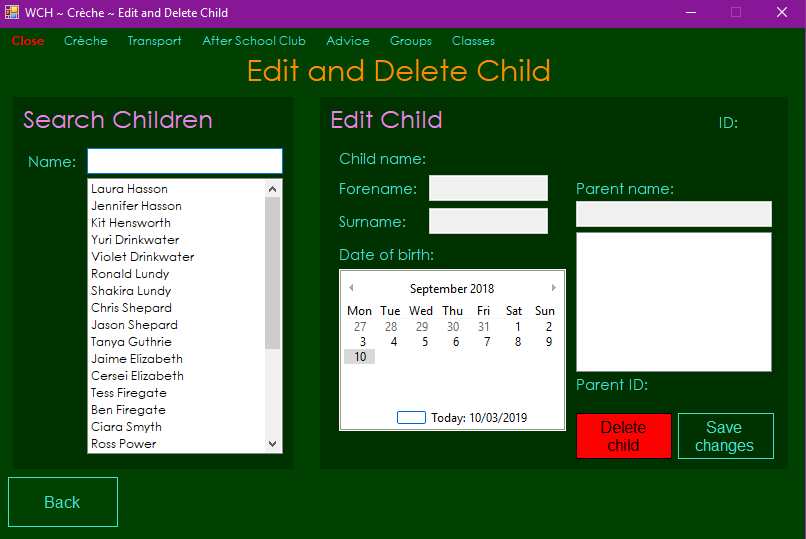 WCH ~ Crèche ~ Edit and Delete Child
Close Crèche Transport After School Club Advice Groups Classes
Edit and Delete Child
Search Children
Name:
Laura Hasson
Jennifer Hasson
Kit Hensworth
Yuri Drinkwater
Violet Drinkwater
Ronald Lundy
Shakira Lundy
Chris Shepard
Jason Shepard
Tanya Guthrie
Jaime Elizabeth
Cersei Elizabeth
Tess Firegate
Ben Firegate
Ciara Smyth
Ross Power
Edit Child
ID:
Child name:
Forename:
Surname:
Date of birth:
September 2018
Mon Tue Wed Thu Fri Sat Sun
27 28 29 30 31 1 2
3 4 5 6 7 8 9
10
Today: 10/03/2019
Parent name:
Parent ID:
Delete
child
Save
changes
Back